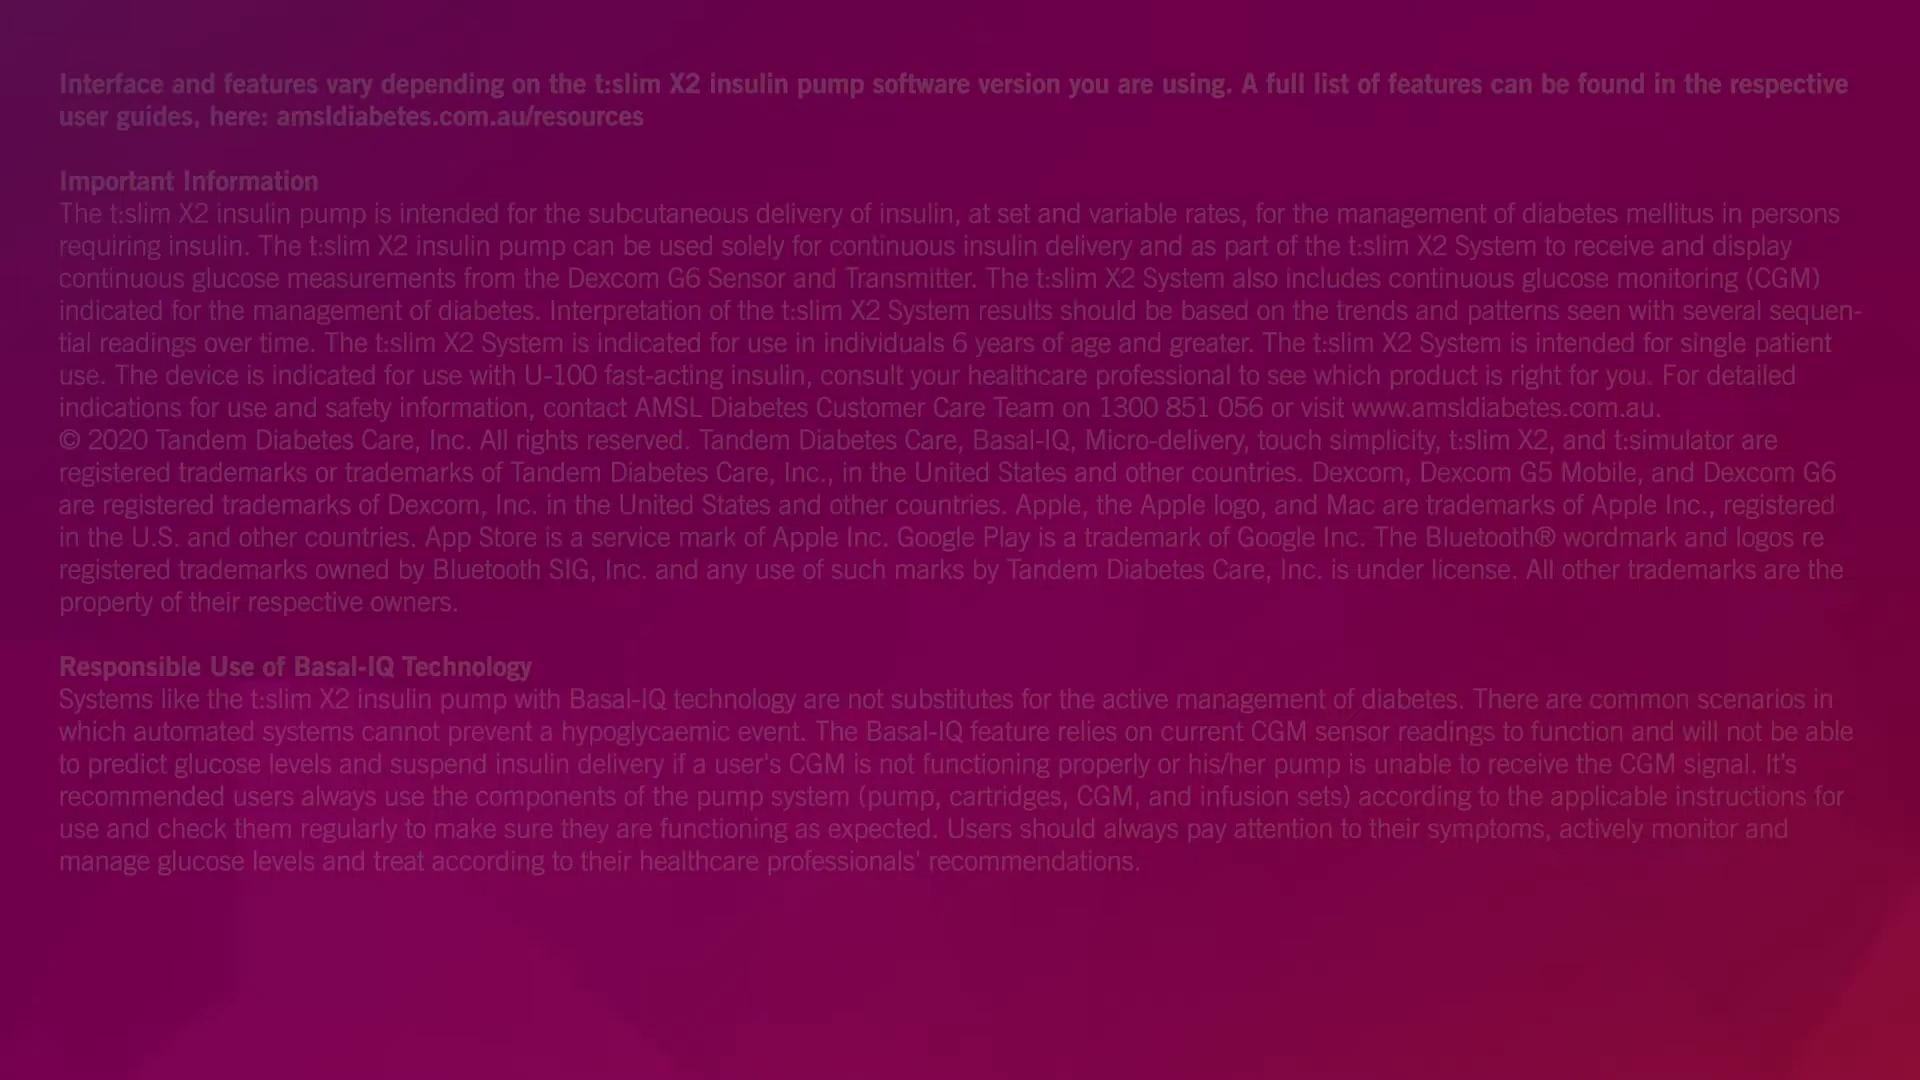 Interface and features vary depending on the t:slim X2 insulin pump software version you are using. A full list of features can be found in the respective
user guides, here: amsldiabetes.com.au/resources
Important Information
The t:slim X2 insulin pump is intended for the subcutaneous delivery of insulin, at set and variable rates, for the management of diabetes mellitus in persons
requiring insulin. The t:slim X2 insulin pump can be used solely for continuous insulin delivery and as part of the t:slim X2 System to receive and display
continuous glucose measurements from the Dexcom G6 Sensor and Transmitter. The t:slim X2 System also includes continuous glucose monitoring (CGM)
indicated for the management of diabetes. Interpretation of the t:slim X2 System results should be based on the trends and patterns seen with several sequen-
tial readings over time. The t:slim X2 System is indicated for use in individuals 6 years of age and greater. The t:slim X2 System is intended for single patient
use. The device is indicated for use with U-100 fast-acting insulin, consult your healthcare professional to see which product is right for you. For detailed
indications for use and safety information, contact AMSL Diabetes Customer Care Team on 1300 851 056 or visit www.amsldiabetes.com.au.
© 2020 Tandem Diabetes Care, Inc. All rights reserved. Tandem Diabetes Care, Basal-IQ, Micro-delivery, touch simplicity, t:slim X2, and t:simulator are
registered trademarks or trademarks of Tandem Diabetes Care, Inc., in the United States and other countries. Dexcom, Dexcom G5 Mobile, and Dexcom G6
are registered trademarks of Dexcom, Inc. in the United States and other countries. Apple, the Apple logo, and Mac are trademarks of Apple Inc., registered
in the U.S. and other countries. App Store is a service mark of Apple Inc. Google Play is a trademark of Google Inc. The Bluetooth® wordmark and logos re
registered trademarks owned by Bluetooth SIG, Inc. and any use of such marks by Tandem Diabetes Care, Inc. is under license. All other trademarks are the
property of their respective owners.
Responsible Use of Basal-IQ Technology
Systems like the t:slim X2 insulin pump with Basal-IQ technology are not substitutes for the active management of diabetes. There are common scenarios in
which automated systems cannot prevent a hypoglycaemic event. The Basal-IQ feature relies on current CGM sensor readings to function and will not be able
to predict glucose levels and suspend insulin delivery if a user's CGM is not functioning properly or his/her pump is unable to receive the CGM signal. It's
recommended users always use the components of the pump system (pump, cartridges, CGM, and infusion sets) according to the applicable instructions for
use and check them regularly to make sure they are functioning as expected. Users should always pay attention to their symptoms, actively monitor and
manage glucose levels and treat according to their healthcare professionals' recommendations.